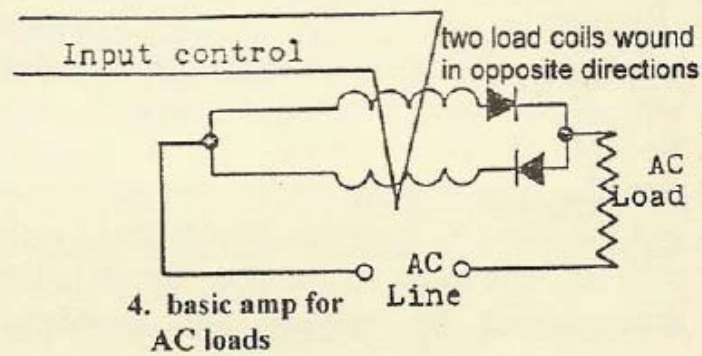 Input control
two load coils wound
in opposite directions
AC
Load
AC
Line
4. basic amp for
AC loads